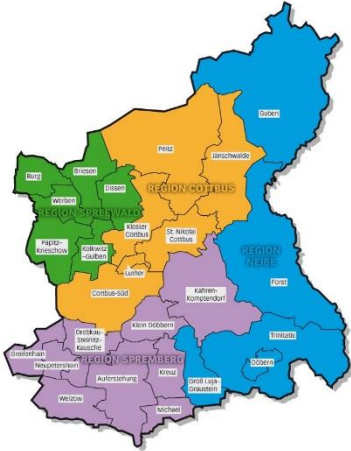 Guben
Peitz
Jänschwalde
Briesen
Burg
Dissen
REGION COTTBUS
Werben
REGION SPREEWALD
Kloster
Cottbus
St. Nikolai
Cottbus
Papitz-
Krieschow
Kolkwitz
-Gulben
REGION
NEIßE
Luther
Forst
Cottbus-Süd
Kahren-
Komptendorf
Klein Döbbern
Drebkau-
Steinitz-
Kausche
Trinitatis
Greifenhain
REGION SPREMBERG
Döbern
Neupetershain
Kreuz
Auferstehung
Groß Luja-
Graustein
Welzow
Michael